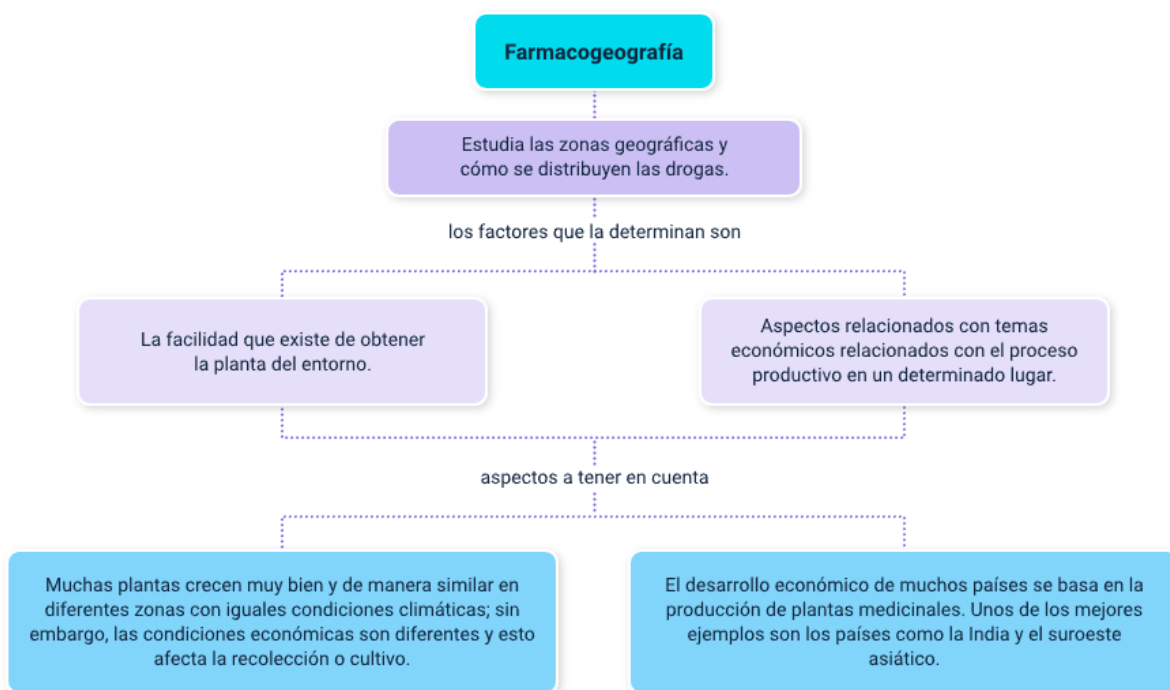 Farmacogeografía
Estudia las zonas geográficas y
cómo se distribuyen las drogas.
los factores que la determinan son
La facilidad que existe de obtener
la planta del entorno.
Aspectos relacionados con temas
económicos relacionados con el proceso
productivo en un determinado lugar.
aspectos a tener en cuenta
Muchas plantas crecen muy bien y de manera similar en
diferentes zonas con iguales condiciones climáticas; sin
embargo, las condiciones económicas son diferentes y esto
afecta la recolección o cultivo.
El desarrollo económico de muchos países se basa en la
producción de plantas medicinales. Unos de los mejores
ejemplos son los países como la India y el suroeste
asiático.